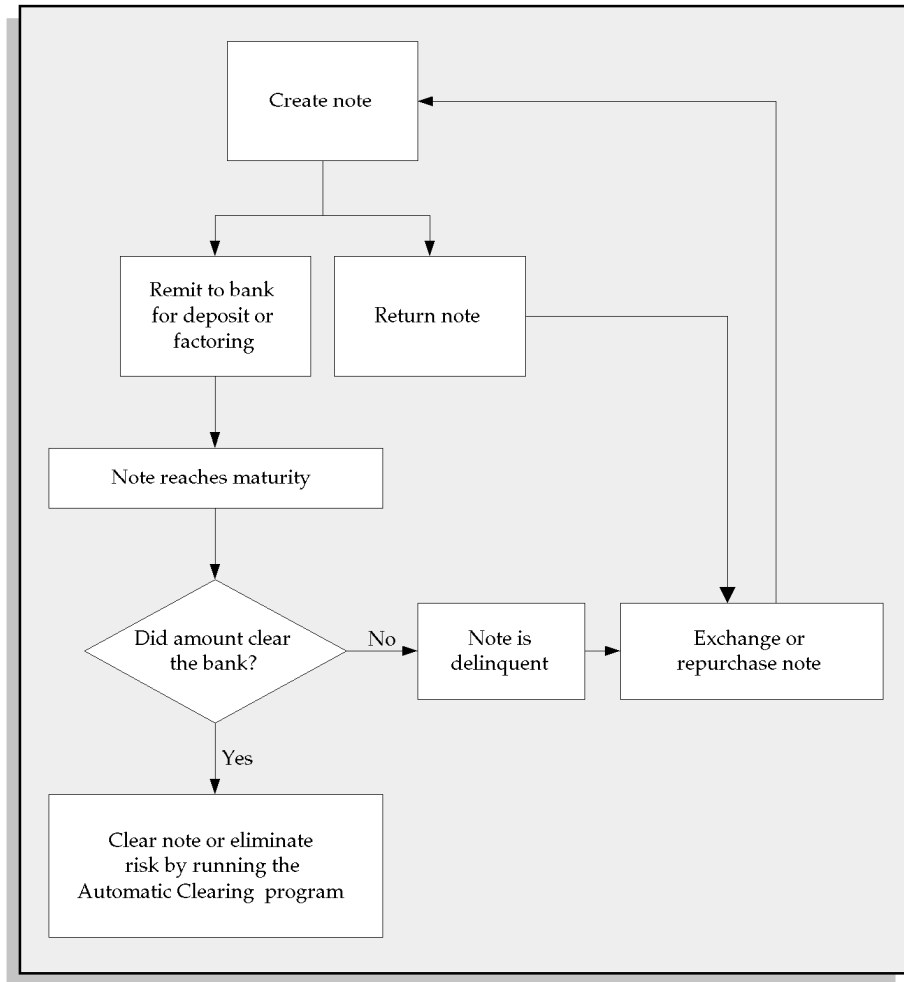 Create note
Remit to bank
for deposit or
factoring
Return note
Note reaches maturity
Did amount clear
the bank?
No
Note is
delinquent
Exchange or
repurchase note
Yes
Clear note or eliminate
risk by running the
Automatic Clearing program